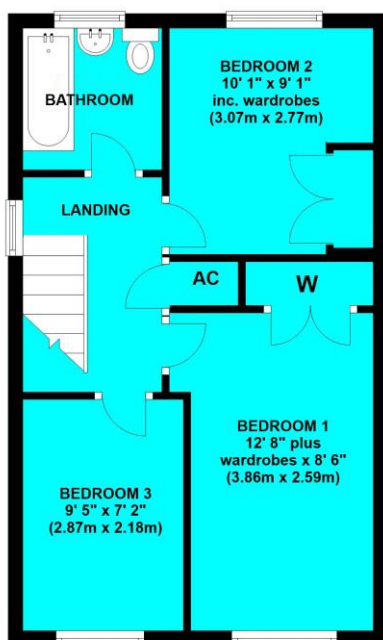 BATHROOM
BEDROOM 2
10' 1" x 9' 1"
inc. wardrobes
(3.07m x 2.77m)
LANDING
AC
W
BEDROOM 1
12' 8" plus
wardrobes x 8' 6"
(3.86m x 2.59m)
BEDROOM 3
9' 5" x 7' 2"
(2.87m x 2.18m)